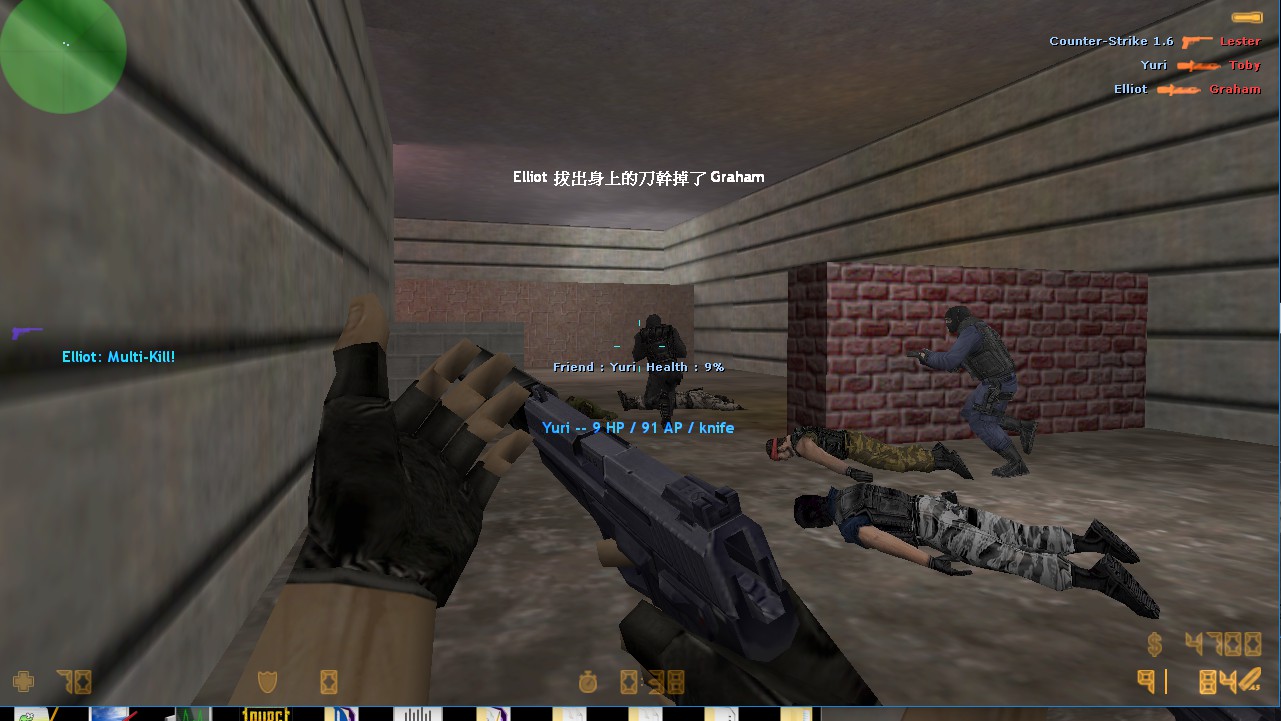 Counter-Strike 1.6 Lester
Yuri Toby
Elliot Graham
Elliot 拔出身上的刀幹掉了 Graham
Elliot: Multi-Kill!
Friend : Yuri Health : 9%
Yuri -- 9 HP / 91 AP / knife
$ 4700
70 0 0:38 9| 84